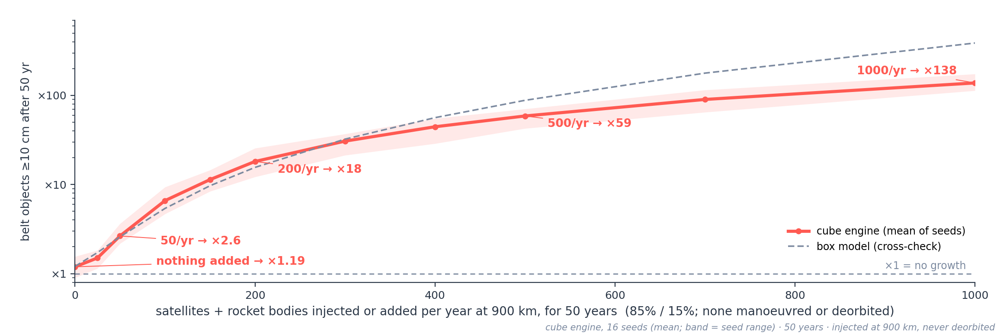 belt objects ≥10 cm after 50 yr
×100
×10
×1
1000/yr → ×138
500/yr → ×59
200/yr → ×18
50/yr → ×2.6
nothing added → ×1.19
cube engine (mean of seeds)
box model (cross-check)
×1 = no growth
0
200
400
600
800
1000
satellites + rocket bodies injected or added per year at 900 km, for 50 years (85% / 15%; none manoeuvred or deorbited)
cube engine, 16 seeds (mean; band = seed range) · 50 years · injected at 900 km, never deorbited